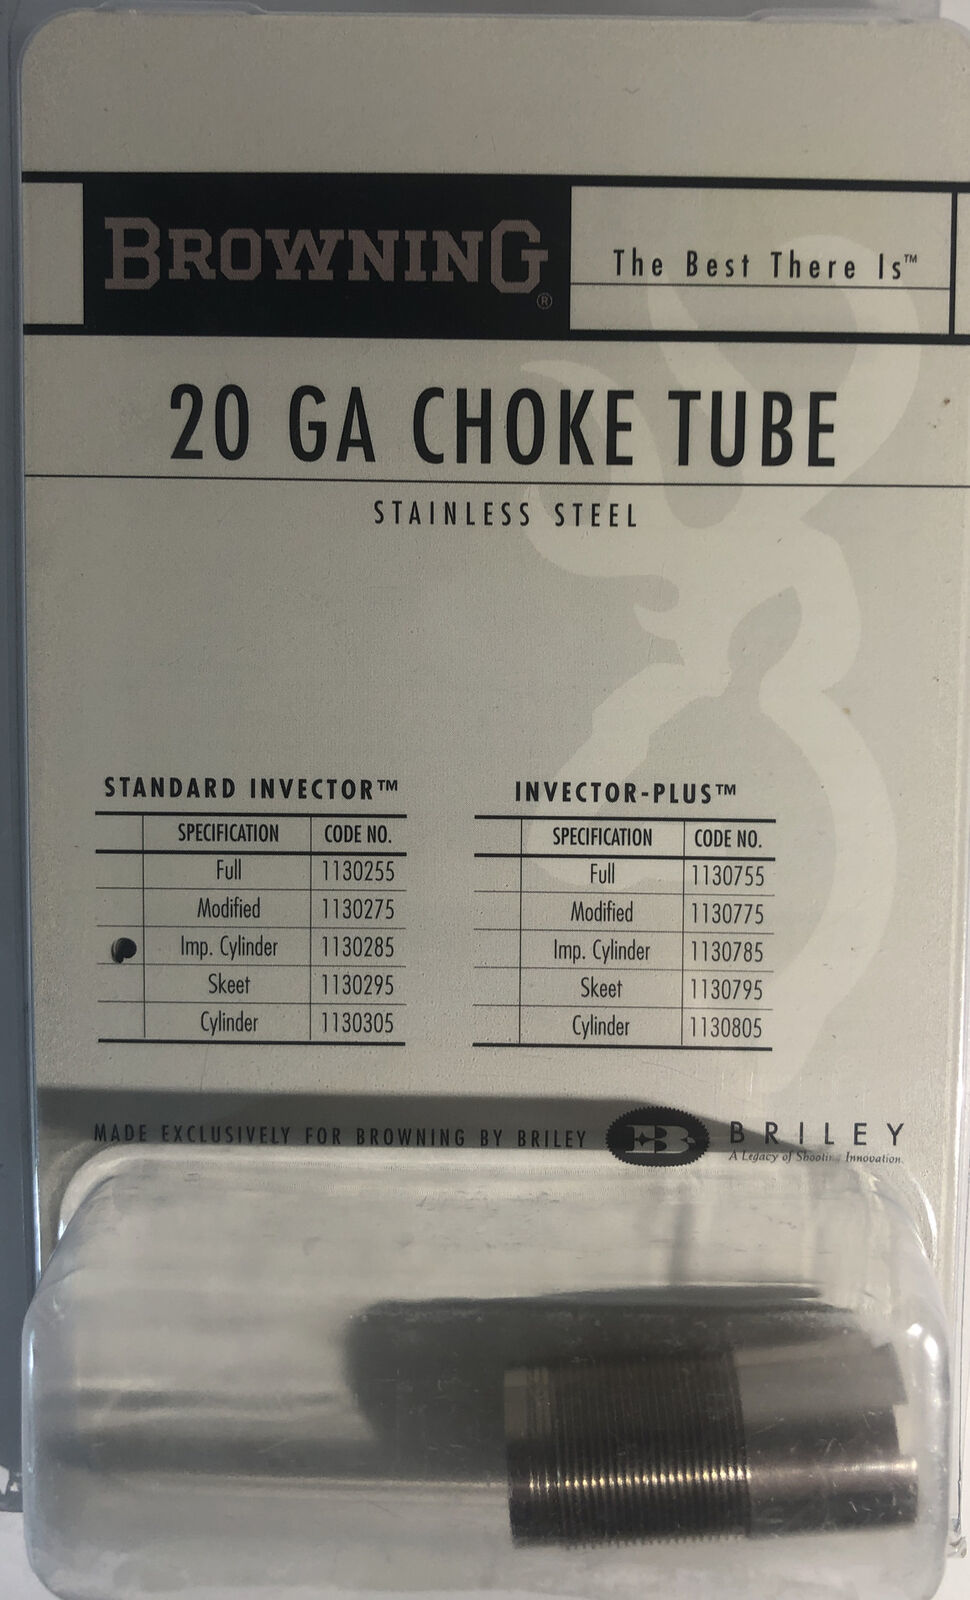 BROWNING®
The Best There Is™
20 GA CHOKE TUBE
STAINLESS STEEL
STANDARD INVECTOR™
SPECIFICATION CODE NO.
Full 1130255
Modified 1130275
Imp. Cylinder 1130285
Skeet 1130295
Cylinder 1130305
INVECTOR-PLUS™
SPECIFICATION CODE NO.
Full 1130755
Modified 1130775
Imp. Cylinder 1130785
Skeet 1130795
Cylinder 1130805
MADE EXCLUSIVELY FOR BROWNING BY BRILEY
BRILEY
A Legacy of Shooting Innovation.